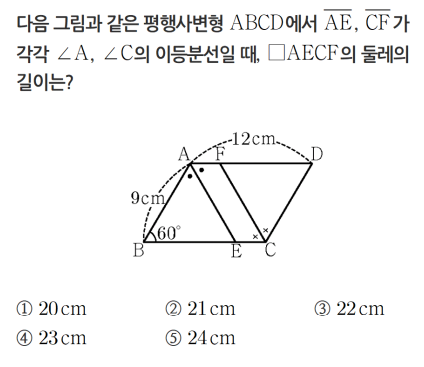 다음 그림과 같은 평행사변형 ABCD에서 AE, CF가
각각 ∠A, ∠C의 이등분선일 때, □AECF의 둘레의
길이는?
12cm
A F D
9cm
60°
B E C
① 20cm ② 21cm ③ 22cm
④ 23cm ⑤ 24cm